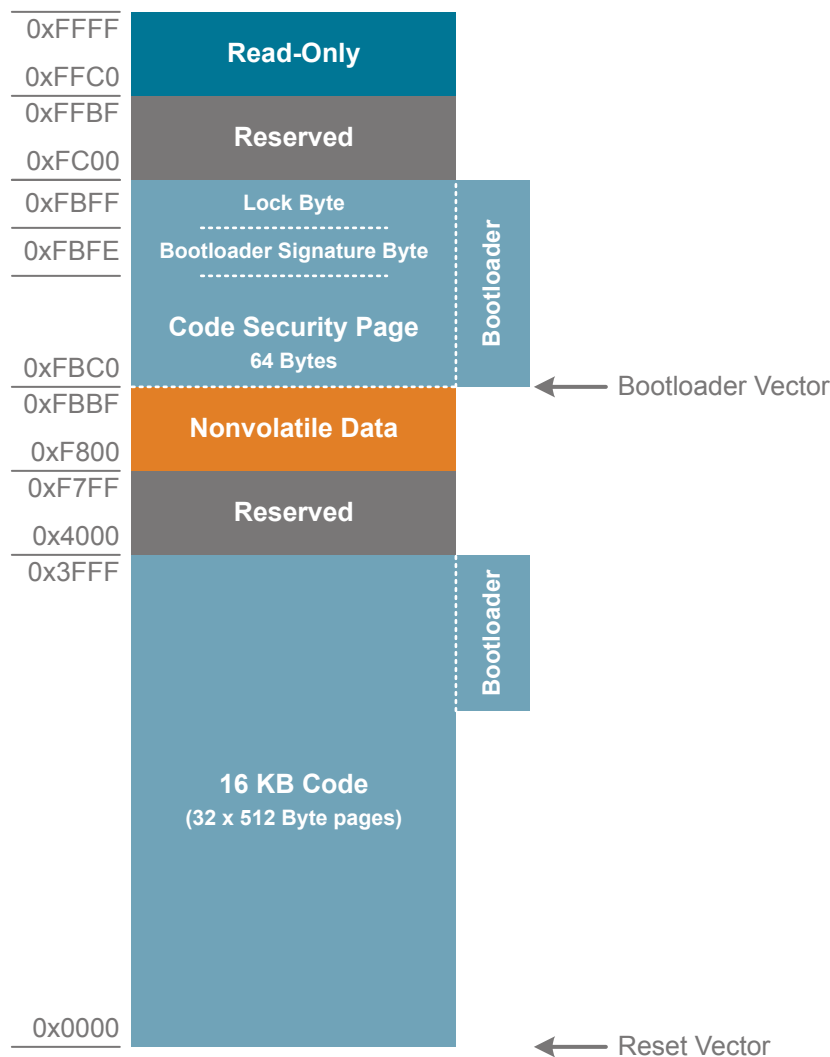 0xFFFF
Read-Only
0xFFC0
0xFFBF
Reserved
0xFC00
0xFBFF
Lock Byte
0xFBFE
Bootloader Signature Byte
Bootloader
Code Security Page
64 Bytes
0xFBC0
Bootloader Vector
0xFBBF
Nonvolatile Data
0xF800
0xF7FF
Reserved
0x4000
0x3FFF
Bootloader
16 KB Code
(32 x 512 Byte pages)
0x0000
Reset Vector